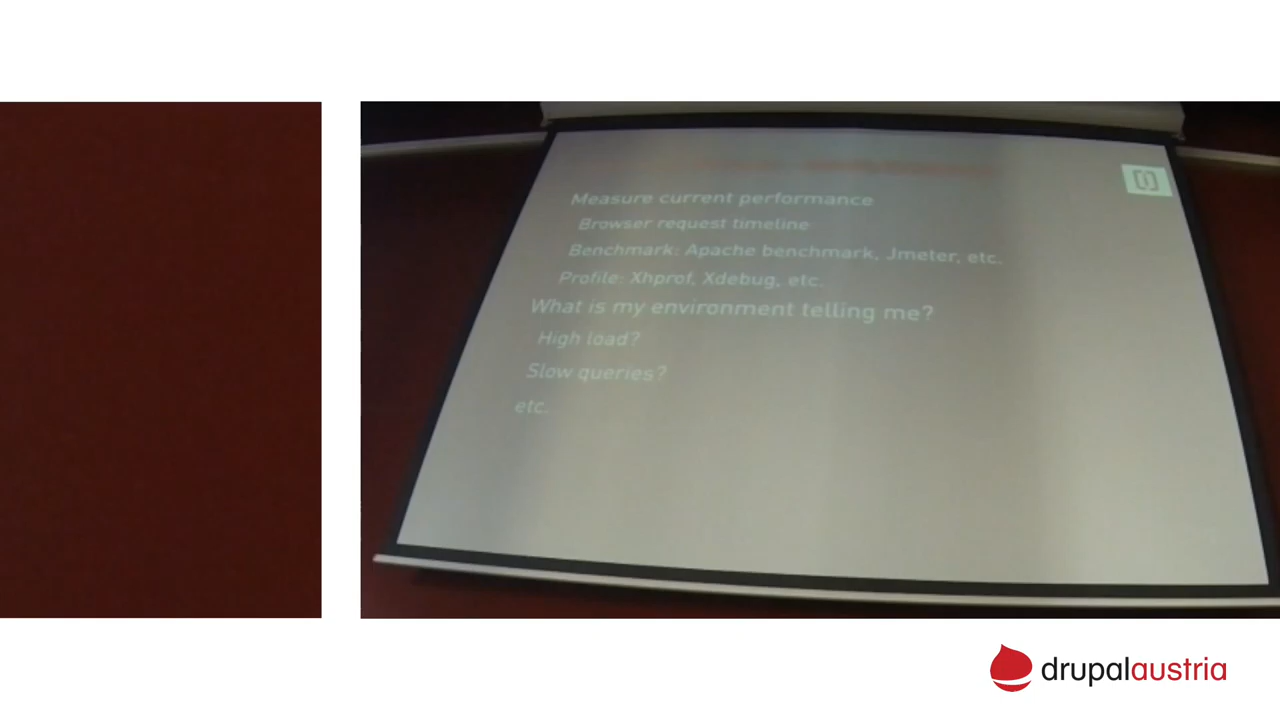 Measure current performance
Browser request timeline
Benchmark: Apache benchmark, Jmeter, etc.
Profile: Xhprof, Xdebug, etc.
What is my environment telling me?
High load?
Slow queries?
etc.
drupalaustria